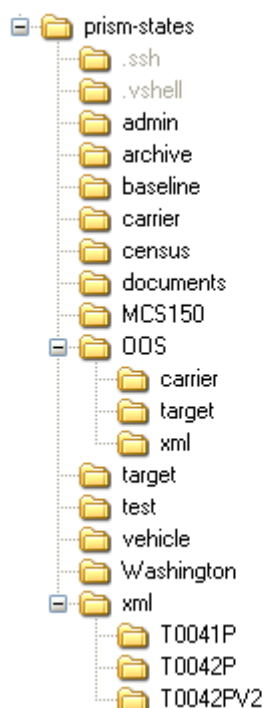 prism-states
.ssh
.vshell
admin
archive
baseline
carrier
census
documents
MCS150
OOS
carrier
target
xml
target
test
vehicle
Washington
xml
T0041P
T0042P
T0042PV2